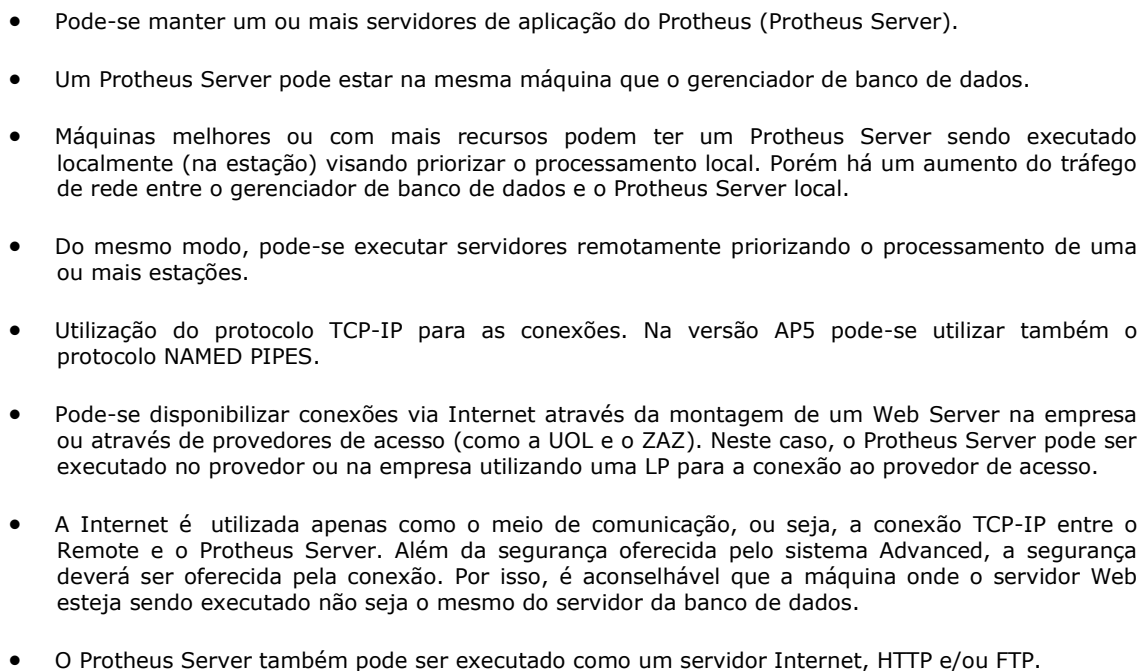 • Pode-se manter um ou mais servidores de aplicação do Protheus (Protheus Server).
• Um Protheus Server pode estar na mesma máquina que o gerenciador de banco de dados.
• Máquinas melhores ou com mais recursos podem ter um Protheus Server sendo executado
localmente (na estação) visando priorizar o processamento local. Porém há um aumento do tráfego
de rede entre o gerenciador de banco de dados e o Protheus Server local.
• Do mesmo modo, pode-se executar servidores remotamente priorizando o processamento de uma
ou mais estações.
• Utilização do protocolo TCP-IP para as conexões. Na versão AP5 pode-se utilizar também o
protocolo NAMED PIPES.
• Pode-se disponibilizar conexões via Internet através da montagem de um Web Server na empresa
ou através de provedores de acesso (como a UOL e o ZAZ). Neste caso, o Protheus Server pode ser
executado no provedor ou na empresa utilizando uma LP para a conexão ao provedor de acesso.
• A Internet é utilizada apenas como o meio de comunicação, ou seja, a conexão TCP-IP entre o
Remote e o Protheus Server. Além da segurança oferecida pelo sistema Advanced, a segurança
deverá ser oferecida pela conexão. Por isso, é aconselhável que a máquina onde o servidor Web
esteja sendo executado não seja o mesmo do servidor da banco de dados.
• O Protheus Server também pode ser executado como um servidor Internet, HTTP e/ou FTP.